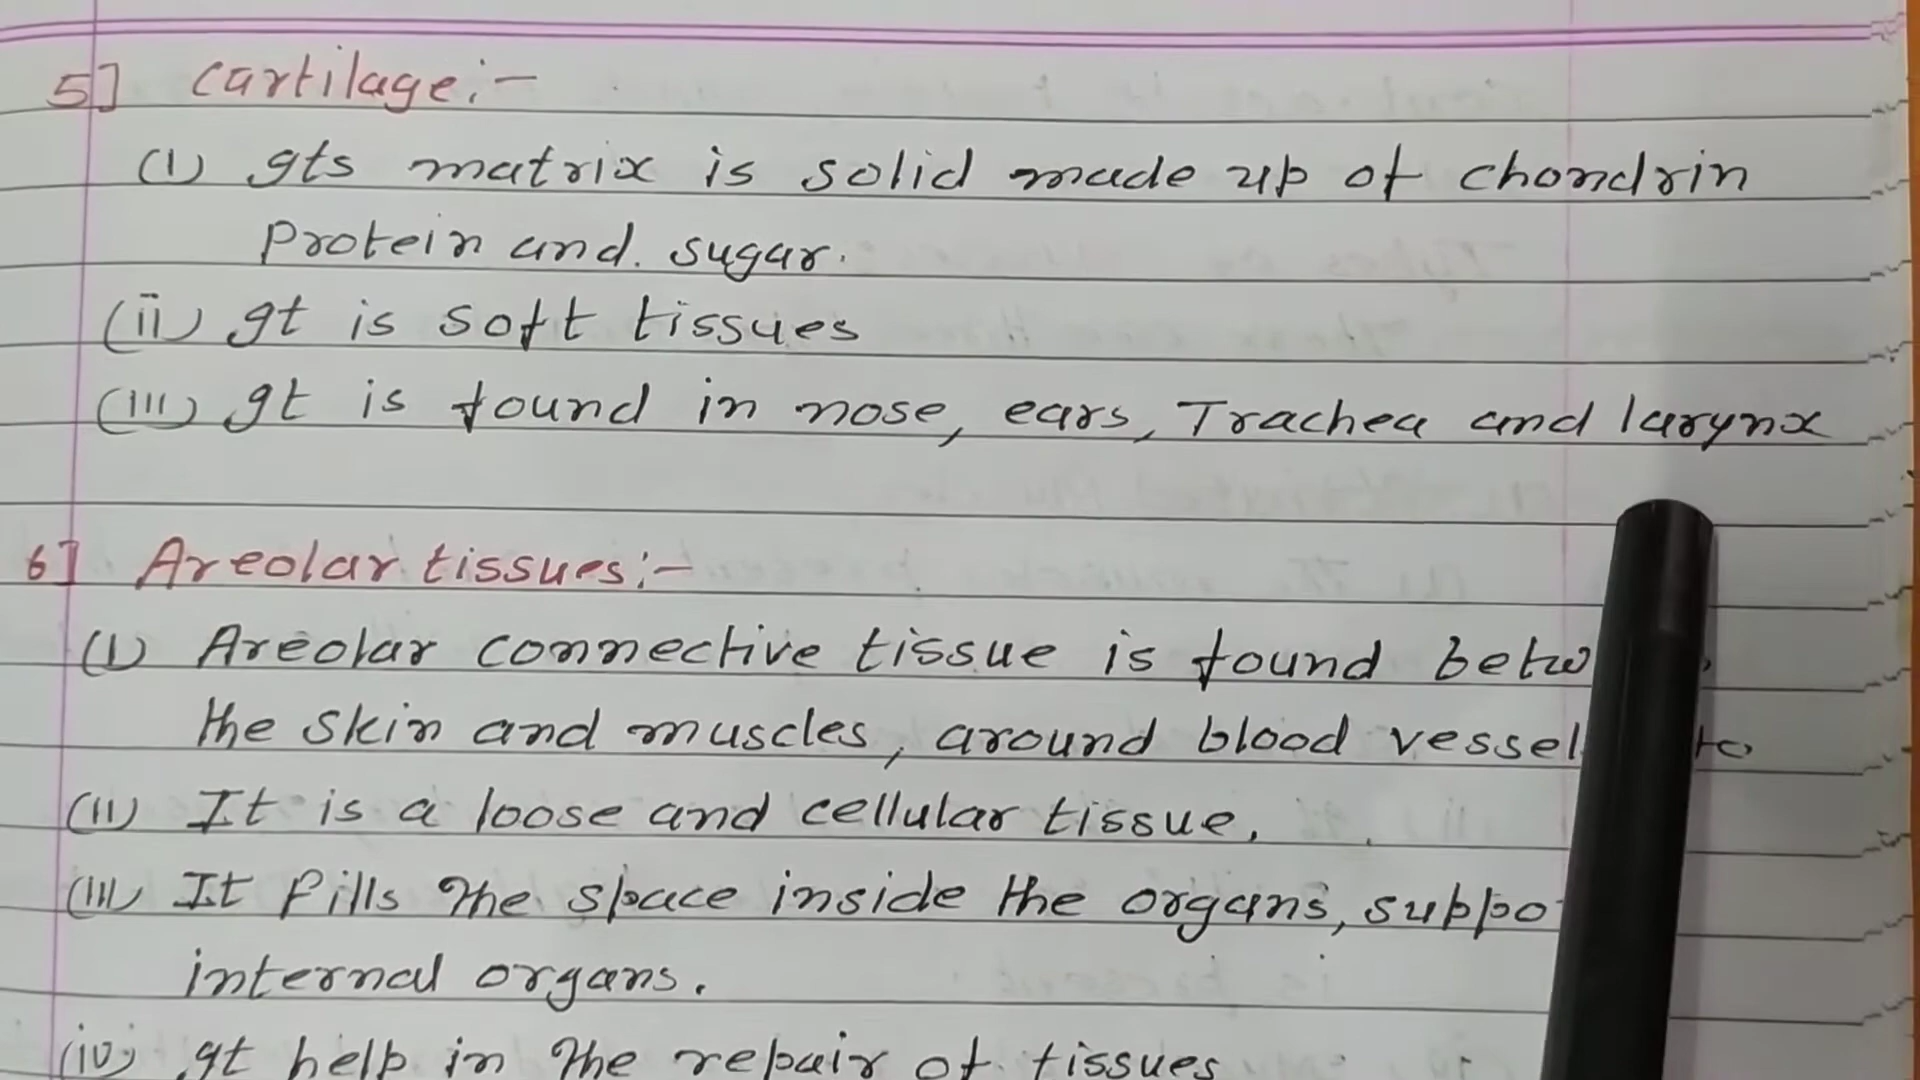 5] Cartilage:-
(i) Its matrix is solid made up of chondrin
Protein and. sugar.
(ii) It is soft tissues
(iii) It is found in nose, ears, Trachea and larynx
6] Areolar tissues:-
(i) Areolar connective tissue is found
the skin and muscles, around blood
(ii) It is a loose and cellular tissue.
(iii) It fills the space inside the organs,
internal organs.
(iv) It help in the repair of tissues